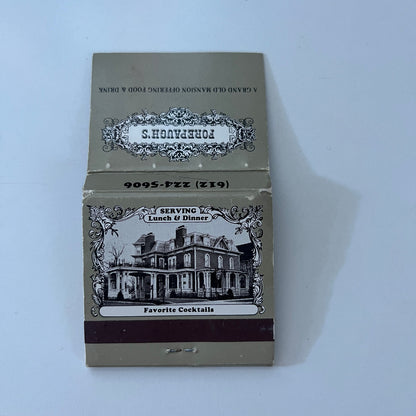 A GRAND OLD MANSION OFFERING FOOD & DRINK
FOREPAUGH'S
(612) 224-5606
SERVING
Lunch & Dinner
Favorite Cocktails